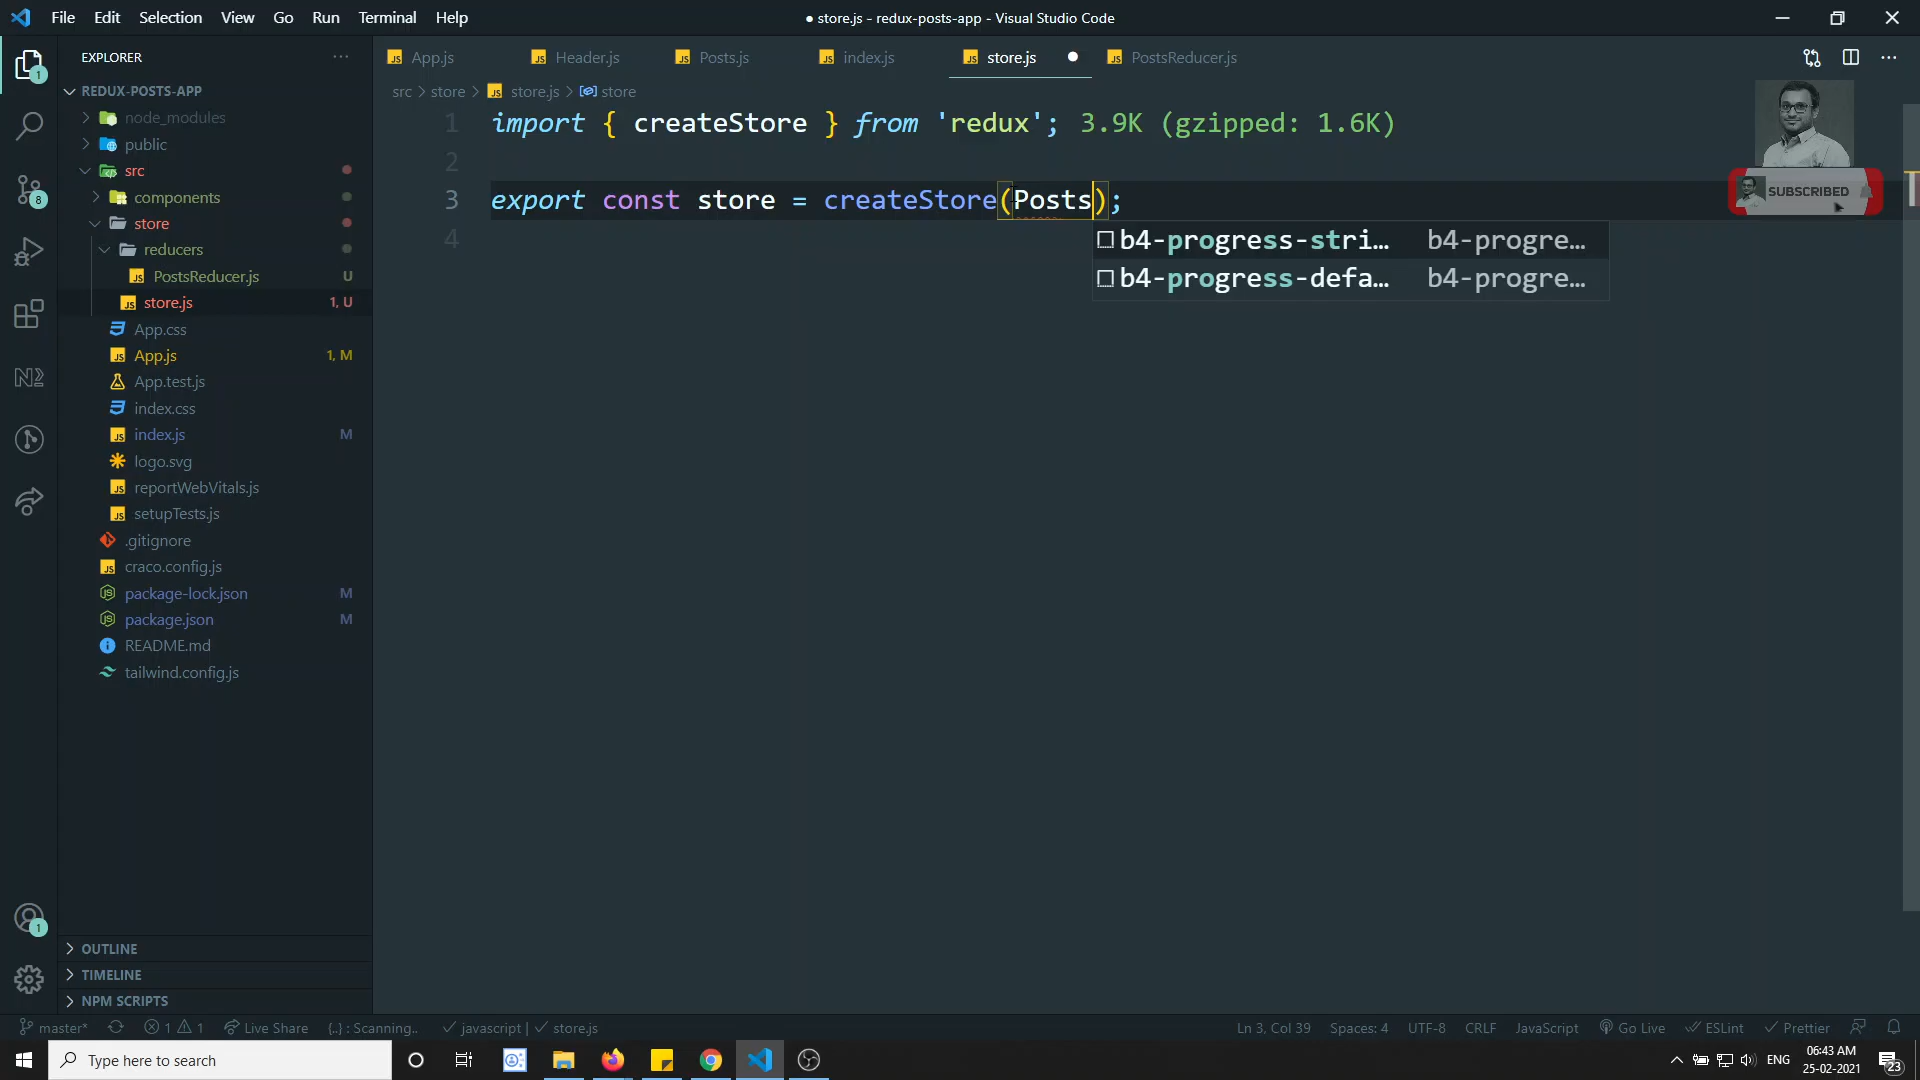 File Edit Selection View Go Run Terminal Help
● store.js - redux-posts-app - Visual Studio Code
EXPLORER
App.js Header.js Posts.js index.js store.js PostsReducer.js
src > store > store.js > store
REDUX-POSTS-APP
node_modules
public
src
components
store
reducers
PostsReducer.js U
store.js 1, U
App.css
App.js 1, M
App.test.js
index.css
index.js M
logo.svg
reportWebVitals.js
setupTests.js
.gitignore
craco.config.js
package-lock.json M
package.json M
README.md
tailwind.config.js
OUTLINE
TIMELINE
NPM SCRIPTS
1 import { createStore } from 'redux'; 3.9K (gzipped: 1.6K)
2
3 export const store = createStore(Posts);
4
b4-progress-stri... b4-progre...
b4-progress-defa... b4-progre...
SUBSCRIBED
1
8
1
master* 1 1 Live Share {..} : Scanning.. javascript | store.js Ln 3, Col 39 Spaces: 4 UTF-8 CRLF JavaScript Go Live ESLint Prettier
Type here to search
ENG
06:43 AM
25-02-2021
23